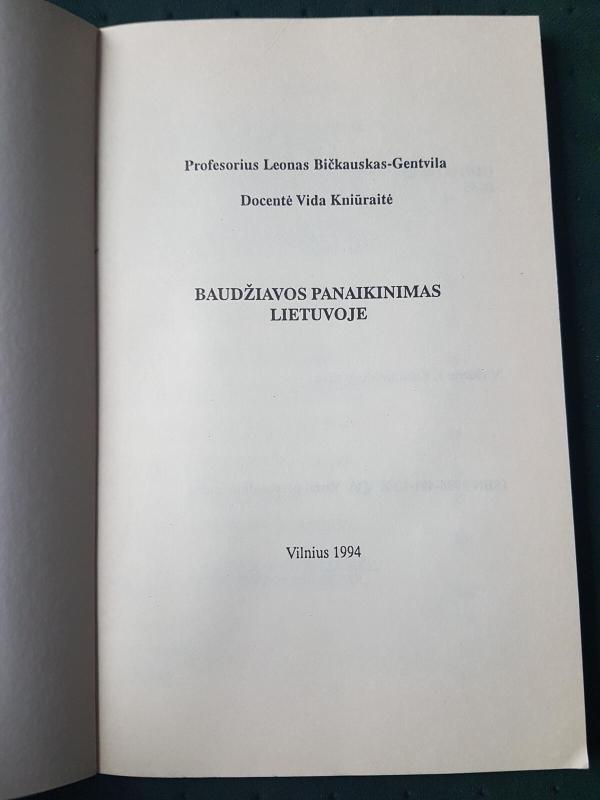 Profesorius Leonas Bičkauskas-Gentvila
Docentė Vida Kniūraitė
BAUDŽIAVOS PANAIKINIMAS
LIETUVOJE
Vilnius 1994